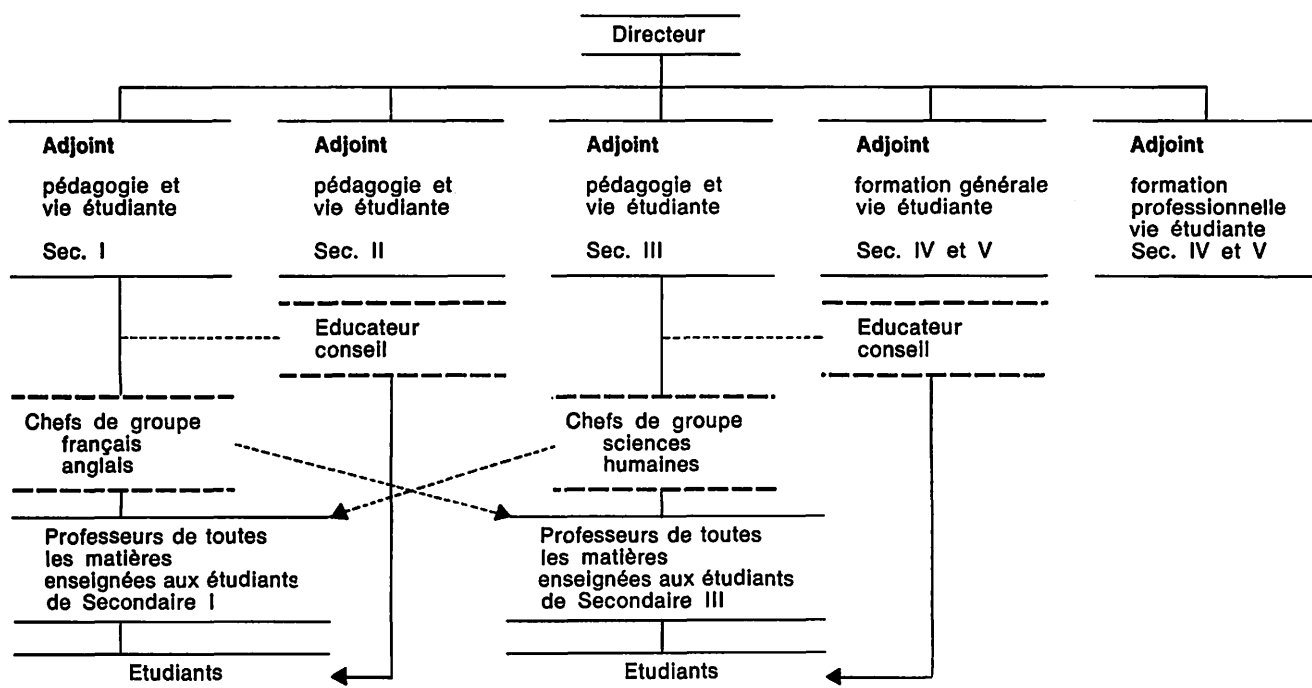 Directeur
Adjoint
pédagogie et
vie étudiante
Sec. I
Adjoint
pédagogie et
vie étudiante
Sec. II
Adjoint
pédagogie et
vie étudiante
Sec. III
Adjoint
formation générale
vie étudiante
Sec. IV et V
Adjoint
formation
professionnelle
vie étudiante
Sec. IV et V
Educateur
conseil
Educateur
conseil
Chefs de groupe
français
anglais
Chefs de groupe
sciences
humaines
Professeurs de toutes
les matières
enseignées aux étudiants
de Secondaire I
Professeurs de toutes
les matières
enseignées aux étudiants
de Secondaire III
Etudiants
Etudiants